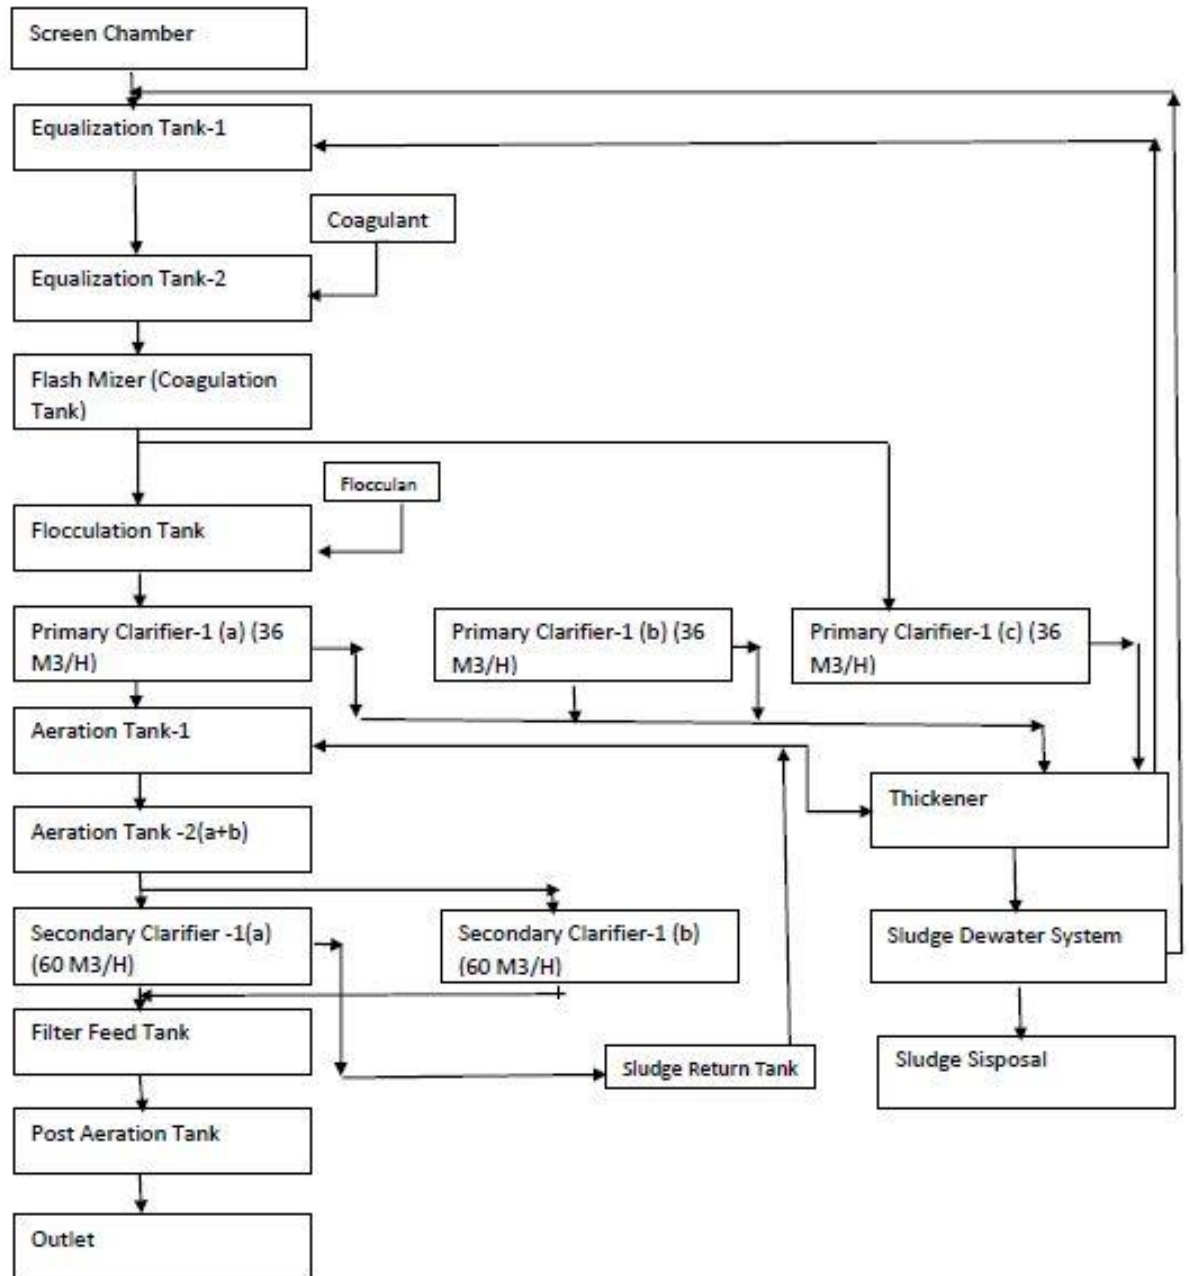 Screen Chamber
Equalization Tank-1
Coagulant
Equalization Tank-2
Flash Mizer (Coagulation
Tank)
Flocculan
Flocculation Tank
Primary Clarifier-1 (a) (36
M3/H)
Primary Clarifier-1 (b) (36
M3/H)
Primary Clarifier-1 (c) (36
M3/H)
Aeration Tank-1
Thickener
Aeration Tank -2(a+b)
Secondary Clarifier -1(a)
(60 M3/H)
Secondary Clarifier-1 (b)
(60 M3/H)
Sludge Dewater System
Filter Feed Tank
Sludge Return Tank
Sludge Sisposal
Post Aeration Tank
Outlet